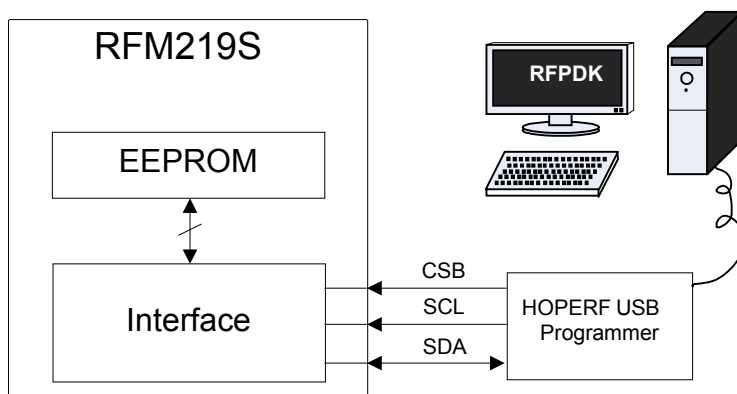 RFM219S
RFPDK
EEPROM
CSB
SCL
SDA
Interface
HOPERF USB
Programmer